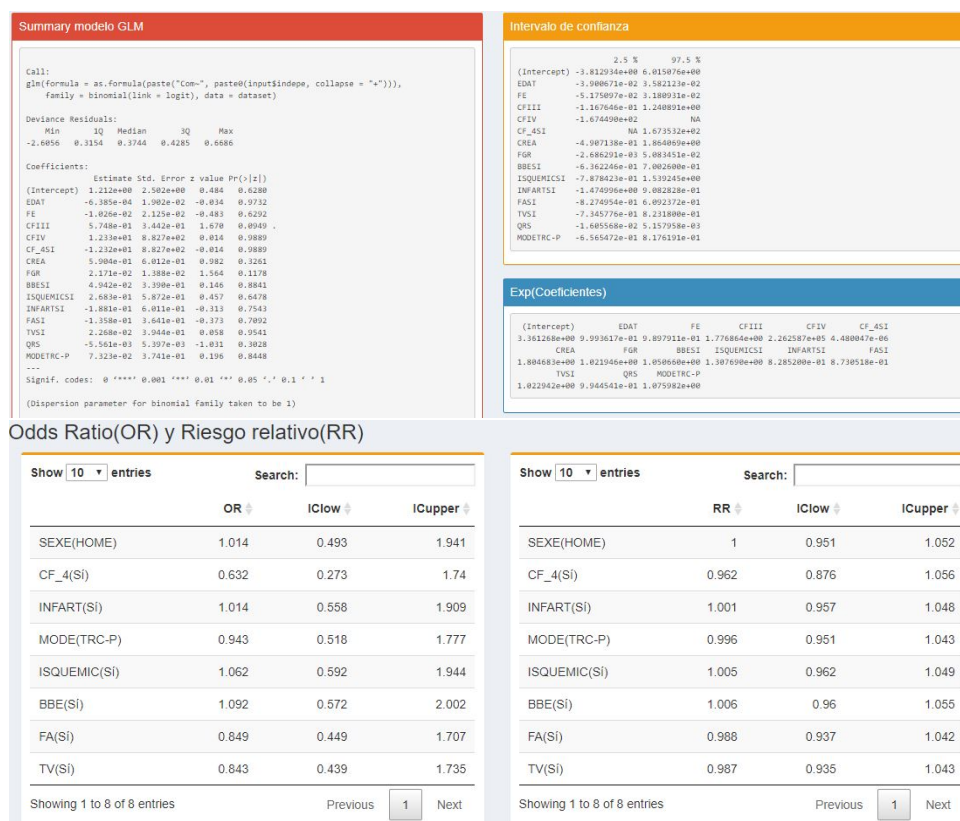 Summary modelo GLM
Call:
glm(formula = as.formula(paste("Com~", paste0(input$indepe, collapse = "+"))),
    family = binomial(link = logit), data = dataset)
Deviance Residuals:
    Min      1Q  Median      3Q     Max
-2.6056  0.3154  0.3744  0.4285  0.6686
Coefficients:
              Estimate Std. Error z value Pr(>|z|)
(Intercept)  1.212e+00  2.502e+00   0.484   0.6280
EDAT        -6.385e-04  1.902e-02  -0.034   0.9732
FE          -1.026e-02  2.125e-02  -0.483   0.6292
CFIII        5.748e-01  3.442e-01   1.670   0.0949 .
CFIV         1.233e+01  8.827e+02   0.014   0.9889
CF_4SI      -1.232e+01  8.827e+02  -0.014   0.9889
CREA         5.904e-01  6.012e-01   0.982   0.3261
FGR          2.171e-02  1.388e-02   1.564   0.1178
BBESI        4.942e-02  3.390e-01   0.146   0.8841
ISQUEMICSI   2.683e-01  5.872e-01   0.457   0.6478
INFARTSI    -1.881e-01  6.011e-01  -0.313   0.7543
FASI        -1.358e-01  3.641e-01  -0.373   0.7092
TVSI         2.268e-02  3.944e-01   0.058   0.9541
QRS         -5.561e-03  5.397e-03  -1.031   0.3028
MODETRC-P    7.323e-02  3.741e-01   0.196   0.8448
---
Signif. codes:  0 ‘***’ 0.001 ‘**’ 0.01 ‘*’ 0.05 ‘.’ 0.1 ‘ ’ 1
(Dispersion parameter for binomial family taken to be 1)
Intervalo de confianza
                    2.5 %       97.5 %
(Intercept) -3.812934e+00 6.015076e+00
EDAT        -3.900671e-02 3.582123e-02
FE          -5.175097e-02 3.180931e-02
CFIII       -1.167646e-01 1.240891e+00
CFIV        -1.674490e+02           NA
CF_4SI                 NA 1.673532e+02
CREA        -4.907138e-01 1.864069e+00
FGR         -2.686291e-03 5.083451e-02
BBESI       -6.362246e-01 7.002600e-01
ISQUEMICSI  -7.878423e-01 1.539245e+00
INFARTSI    -1.474996e+00 9.082828e-01
FASI        -8.274954e-01 6.092372e-01
TVSI        -7.345776e-01 8.231800e-01
QRS         -1.605568e-02 5.157958e-03
MODETRC-P   -6.565472e-01 8.176191e-01
Exp(Coeficientes)
 (Intercept)         EDAT           FE        CFIII         CFIV       CF_4SI
3.361268e+00 9.993617e-01 9.897911e-01 1.776864e+00 2.262587e+05 4.480047e-06
        CREA          FGR        BBESI   ISQUEMICSI     INFARTSI         FASI
1.804683e+00 1.021946e+00 1.050660e+00 1.307690e+00 8.285200e-01 8.730518e-01
        TVSI          QRS    MODETRC-P
1.022942e+00 9.944541e-01 1.075982e+00
Odds Ratio(OR) y Riesgo relativo(RR)
Show 10 entries Search:
OR IClow ICupper
SEXE(HOME) 1.014 0.493 1.941
CF_4(SÍ) 0.632 0.273 1.74
INFART(SÍ) 1.014 0.558 1.909
MODE(TRC-P) 0.943 0.518 1.777
ISQUEMIC(SÍ) 1.062 0.592 1.944
BBE(SÍ) 1.092 0.572 2.002
FA(SÍ) 0.849 0.449 1.707
TV(SÍ) 0.843 0.439 1.735
Showing 1 to 8 of 8 entries Previous 1 Next
Show 10 entries Search:
RR IClow ICupper
SEXE(HOME) 1 0.951 1.052
CF_4(SÍ) 0.962 0.876 1.056
INFART(SÍ) 1.001 0.957 1.048
MODE(TRC-P) 0.996 0.951 1.043
ISQUEMIC(SÍ) 1.005 0.962 1.049
BBE(SÍ) 1.006 0.96 1.055
FA(SÍ) 0.988 0.937 1.042
TV(SÍ) 0.987 0.935 1.043
Showing 1 to 8 of 8 entries Previous 1 Next